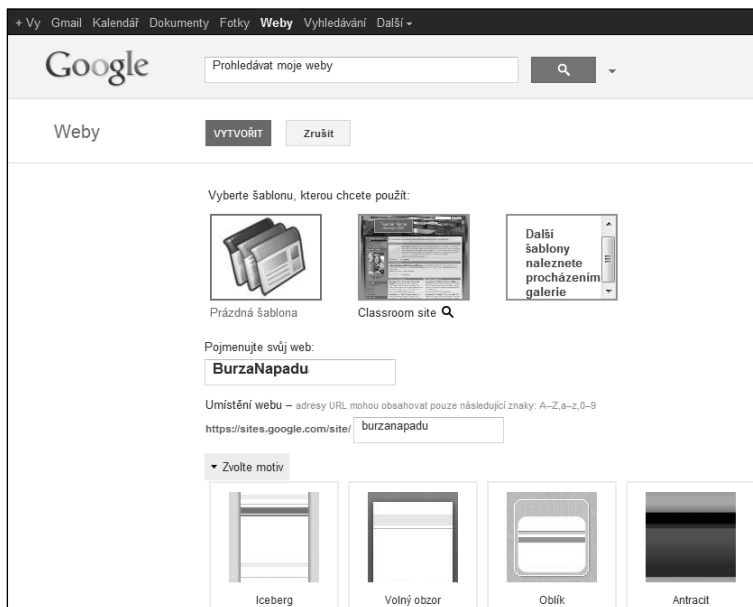 + Vy Gmail Kalendář Dokumenty Fotky Weby Vyhledávání Další
Google
Prohledávat moje weby
Weby
VYTVOŘIT
Zrušit
Vyberte šablonu, kterou chcete použít:
Další
šablony
naleznete
procházením
galerie
Prázdná šablona
Classroom site
Pojmenujte svůj web:
BurzaNapadu
Umístění webu – adresy URL mohou obsahovat pouze následující znaky: A–Z,a–z,0–9
https://sites.google.com/site/ burzanapadu
Zvolte motiv
Iceberg
Volný obzor
Oblík
Antracit